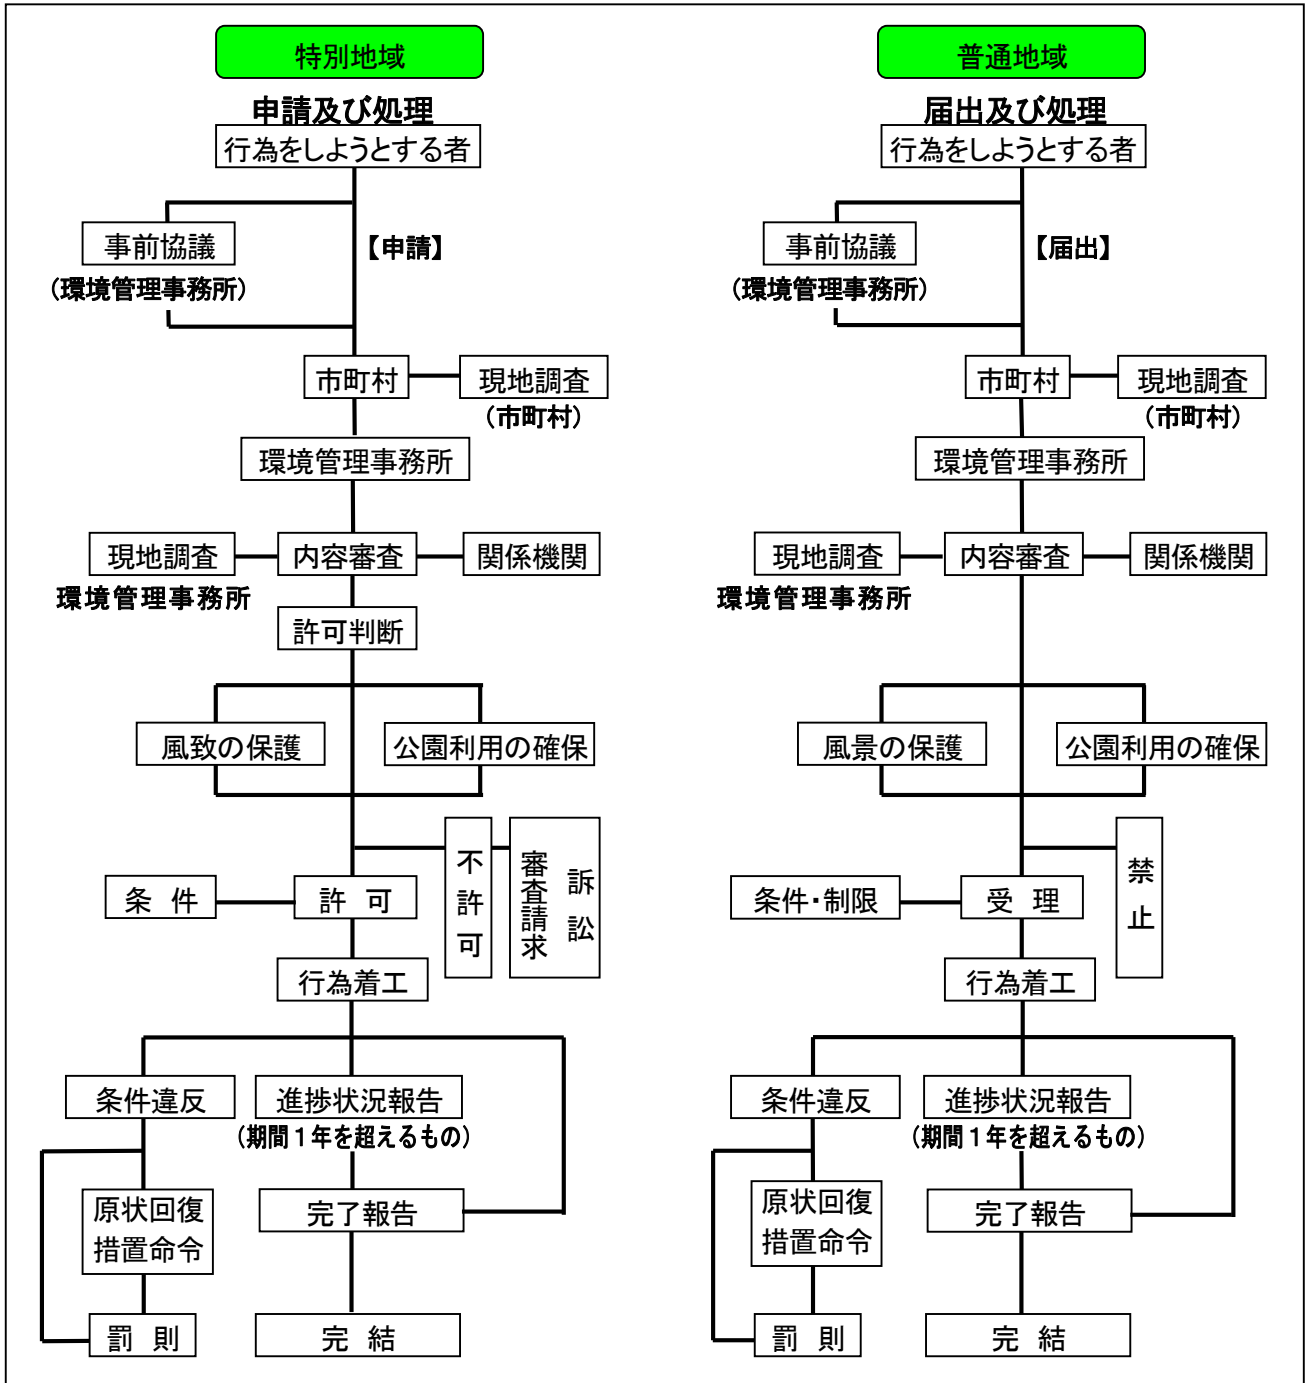 特別地域
申請及び処理
行為をしようとする者
事前協議
【申請】
（環境管理事務所）
市町村
現地調査
（市町村）
環境管理事務所
現地調査
内容審査
関係機関
環境管理事務所
許可判断
風致の保護
公園利用の確保
不許可
審査請求
訴訟
条件
許可
行為着工
条件違反
進捗状況報告
（期間１年を超えるもの）
原状回復
措置命令
完了報告
罰則
完結
普通地域
届出及び処理
行為をしようとする者
事前協議
【届出】
（環境管理事務所）
市町村
現地調査
（市町村）
環境管理事務所
現地調査
内容審査
関係機関
環境管理事務所
風景の保護
公園利用の確保
禁止
条件・制限
受理
行為着工
条件違反
進捗状況報告
（期間１年を超えるもの）
原状回復
措置命令
完了報告
罰則
完結